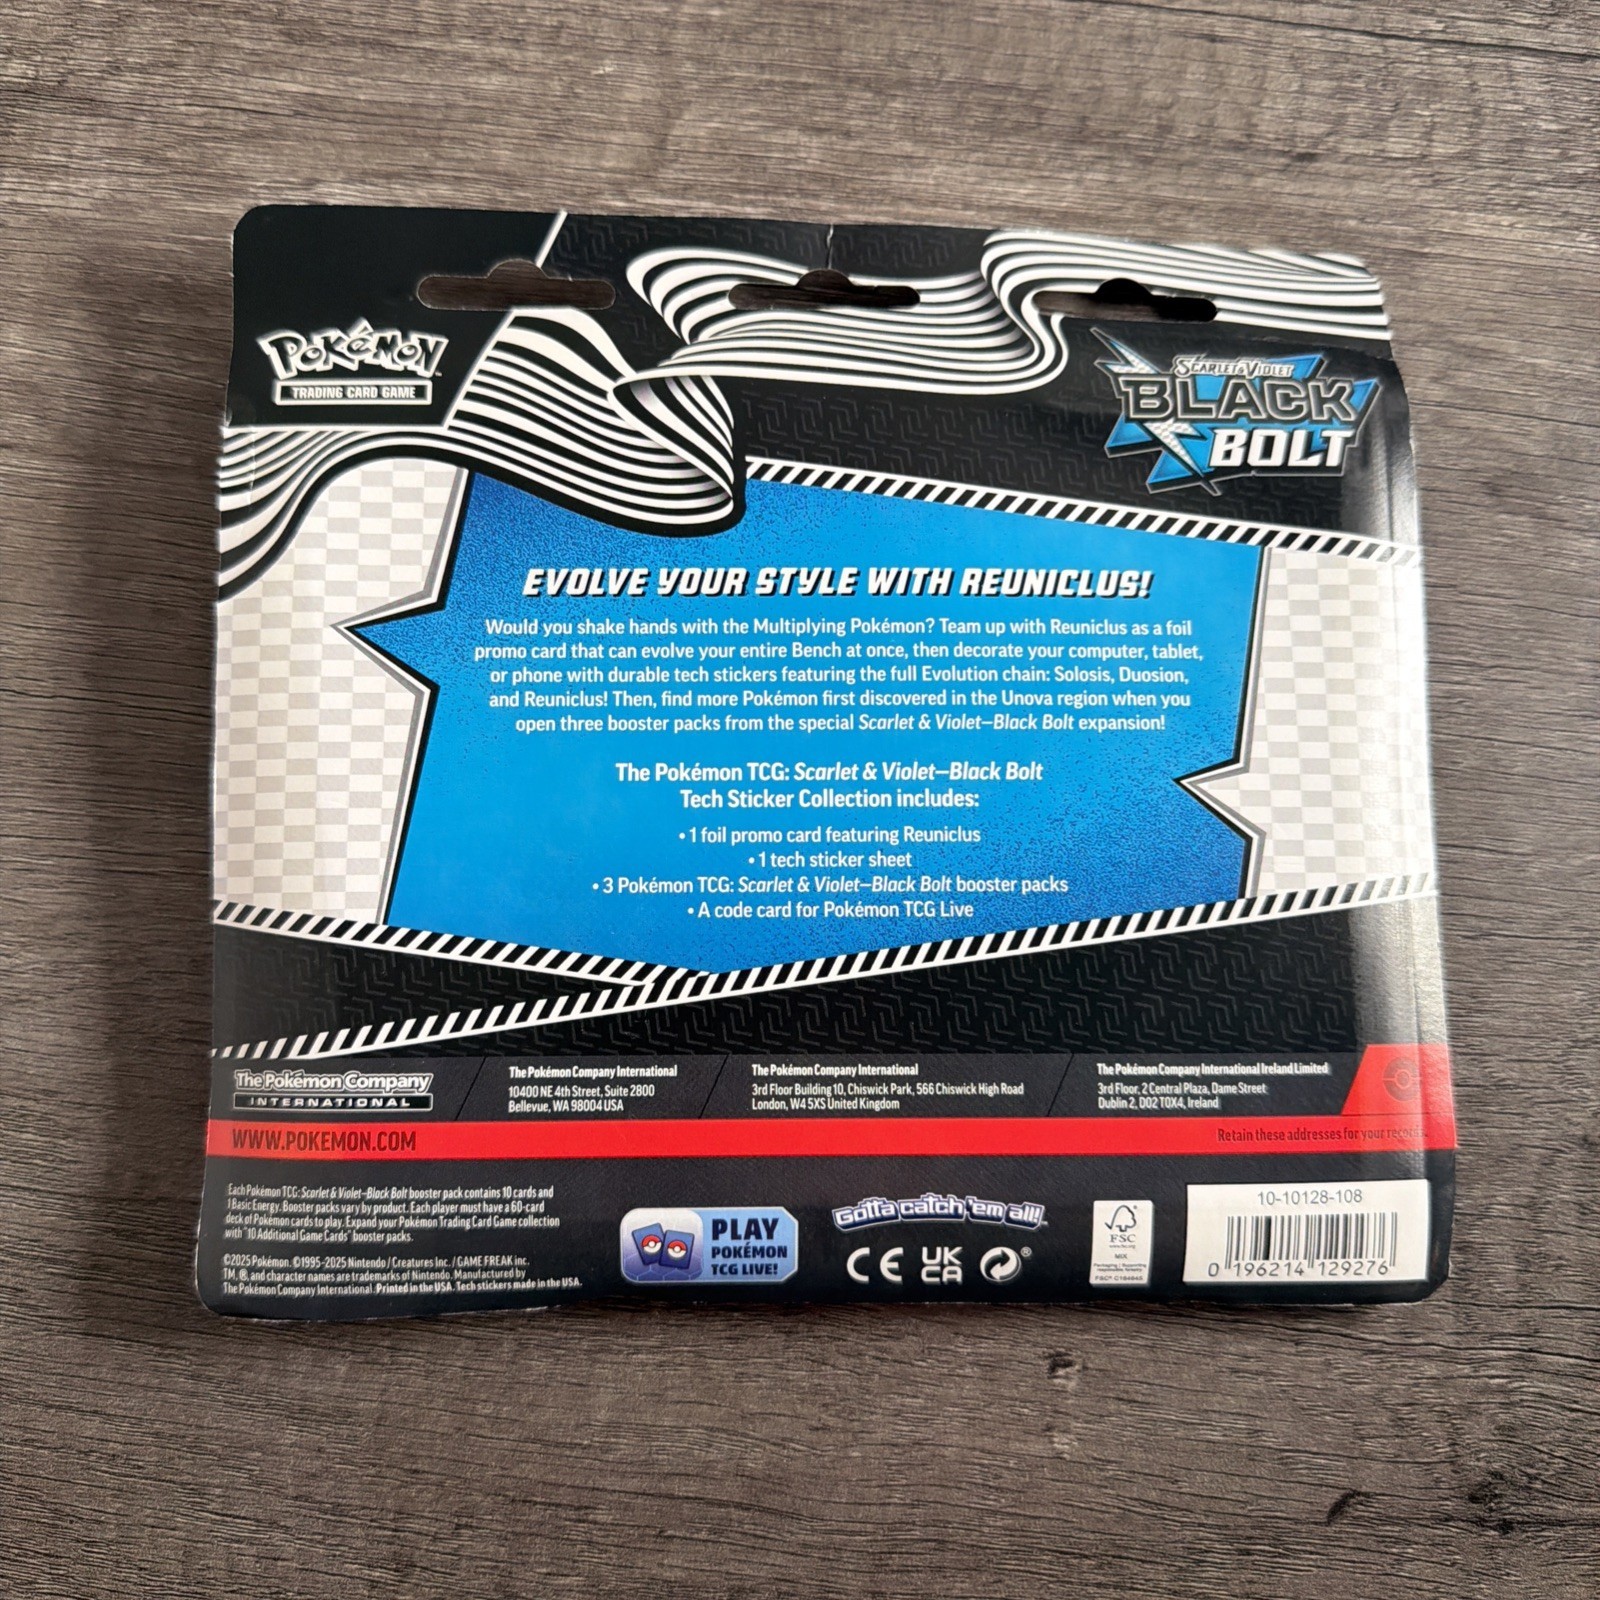 POKéMON
TRADING CARD GAME
SCARLET & VIOLET
BLACK
BOLT
EVOLVE YOUR STYLE WITH REUNICLUS!
Would you shake hands with the Multiplying Pokémon? Team up with Reuniclus as a foil
promo card that can evolve your entire Bench at once, then decorate your computer, tablet,
or phone with durable tech stickers featuring the full Evolution chain: Solosis, Duosion,
and Reuniclus! Then, find more Pokémon first discovered in the Unova region when you
open three booster packs from the special Scarlet & Violet—Black Bolt expansion!
The Pokémon TCG: Scarlet & Violet—Black Bolt
Tech Sticker Collection includes:
• 1 foil promo card featuring Reuniclus
• 1 tech sticker sheet
• 3 Pokémon TCG: Scarlet & Violet—Black Bolt booster packs
• A code card for Pokémon TCG Live
The Pokémon Company
INTERNATIONAL
The Pokémon Company International
10400 NE 4th Street, Suite 2800
Bellevue, WA 98004 USA
The Pokémon Company International
3rd Floor Building 10, Chiswick Park, 566 Chiswick High Road
London, W4 5XS United Kingdom
The Pokémon Company International Ireland Limited
3rd Floor, 2 Central Plaza, Dame Street
Dublin 2, D02 T0X4, Ireland
WWW.POKEMON.COM
Retain these addresses for your records.
Each Pokémon TCG: Scarlet & Violet—Black Bolt booster pack contains 10 cards and
1 Basic Energy. Booster packs vary by product. Each player must have a 60-card
deck of Pokémon cards to play. Expand your Pokémon Trading Card Game collection
with "10 Additional Game Cards" booster packs.
©2025 Pokémon. ©1995-2025 Nintendo / Creatures Inc. / GAME FREAK inc.
TM, ®, and character names are trademarks of Nintendo. Manufactured by
The Pokémon Company International. Printed in the USA. Tech stickers made in the USA.
PLAY
POKÉMON
TCG LIVE!
Gotta catch 'em all!
CE
UK
CA
®
FSC
www.fsc.org
MIX
Packaging | Supporting
responsible forestry
10-10128-108
0 196214 129276